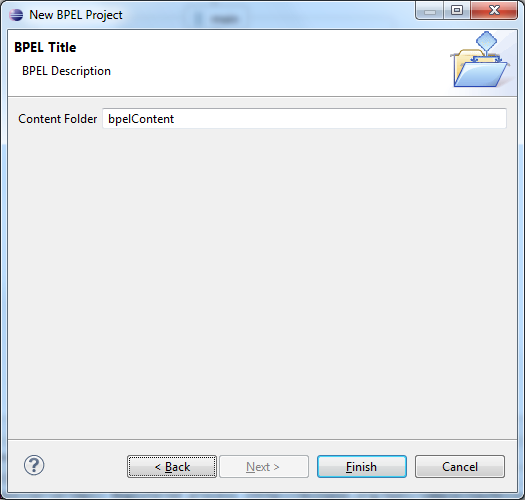 New BPEL Project
BPEL Title
BPEL Description
Content Folder bpelContent
?
< Back Next > Finish Cancel